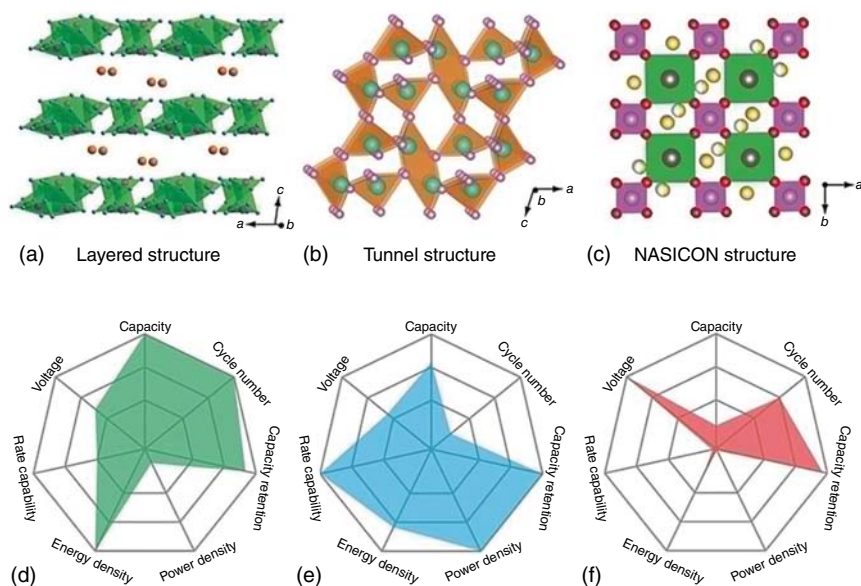 c
a
b
a
b
c
a
b
(a) Layered structure
(b) Tunnel structure
(c) NASICON structure
Capacity
Cycle number
Capacity retention
Power density
Energy density
Rate capability
Voltage
(d)
Capacity
Cycle number
Capacity retention
Power density
Energy density
Rate capability
Voltage
(e)
Capacity
Cycle number
Capacity retention
Power density
Energy density
Rate capability
Voltage
(f)